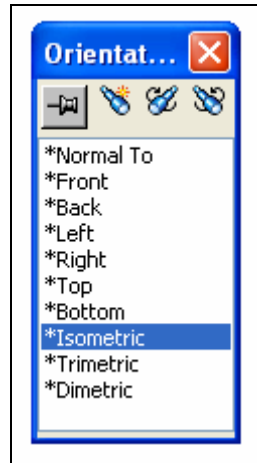 Orientat...
*Normal To
*Front
*Back
*Left
*Right
*Top
*Bottom
*Isometric
*Trimetric
*Dimetric